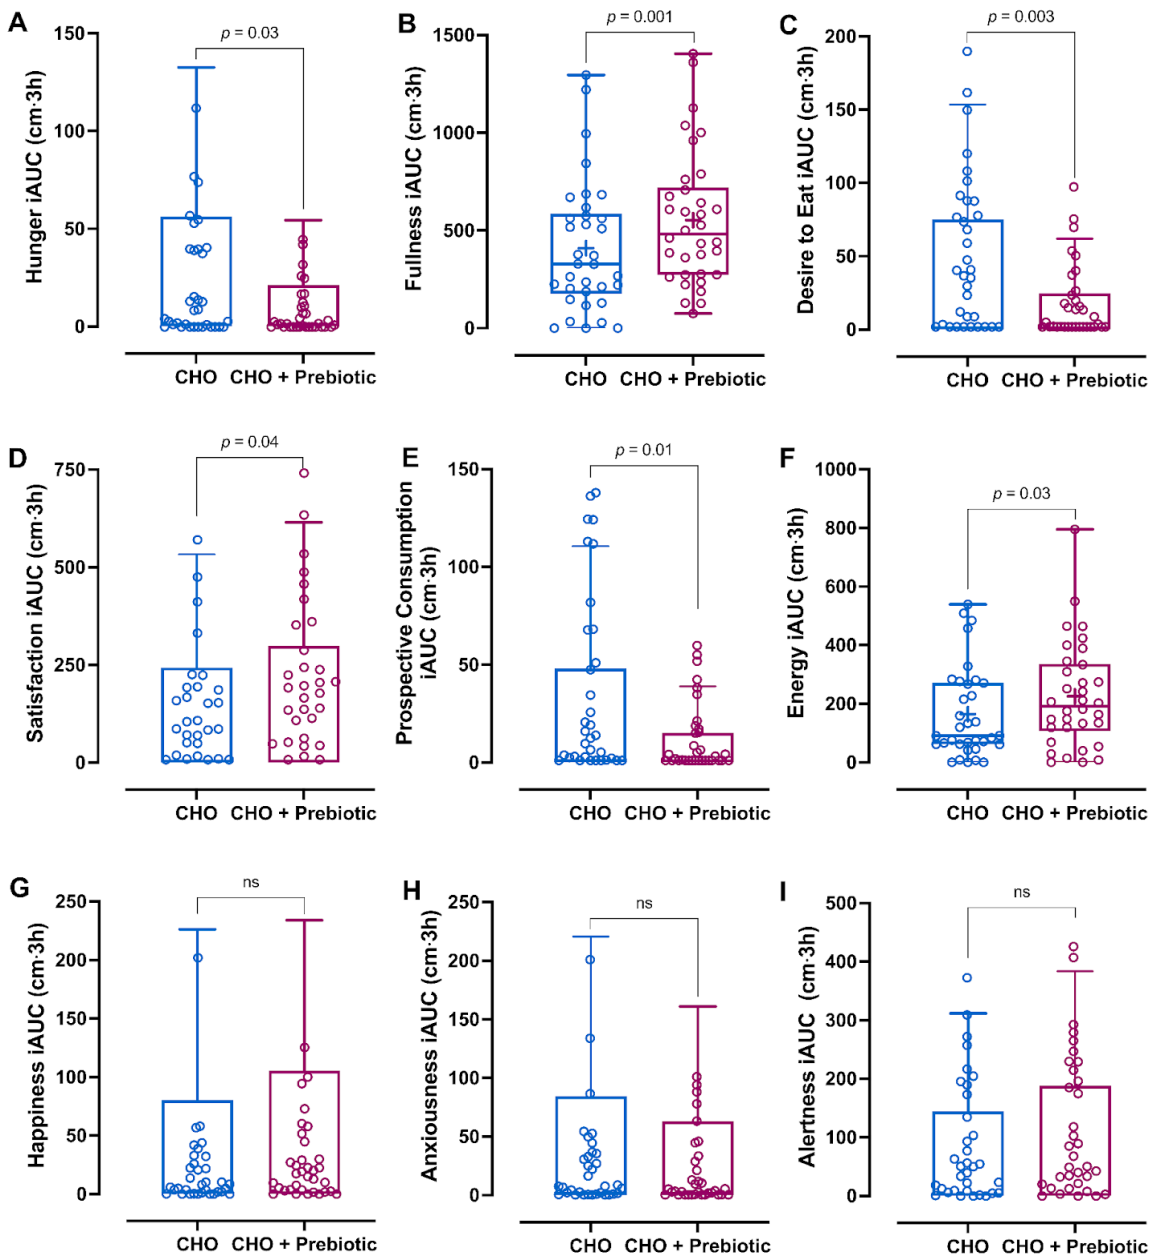 A
p = 0.03
Hunger iAUC (cm·3h)
150
100
50
0
CHO
CHO + Prebiotic
B
p = 0.001
Fullness iAUC (cm·3h)
1500
1000
500
0
CHO
CHO + Prebiotic
C
p = 0.003
Desire to Eat iAUC (cm·3h)
200
150
100
50
0
CHO
CHO + Prebiotic
D
p = 0.04
Satisfaction iAUC (cm·3h)
750
500
250
0
CHO
CHO + Prebiotic
E
p = 0.01
Prospective Consumption
iAUC (cm·3h)
150
100
50
0
CHO
CHO + Prebiotic
F
p = 0.03
Energy iAUC (cm·3h)
1000
800
600
400
200
0
CHO
CHO + Prebiotic
G
ns
Happiness iAUC (cm·3h)
250
200
150
100
50
0
CHO
CHO + Prebiotic
H
ns
Anxiousness iAUC (cm·3h)
250
200
150
100
50
0
CHO
CHO + Prebiotic
I
ns
Alertness iAUC (cm·3h)
500
400
300
200
100
0
CHO
CHO + Prebiotic